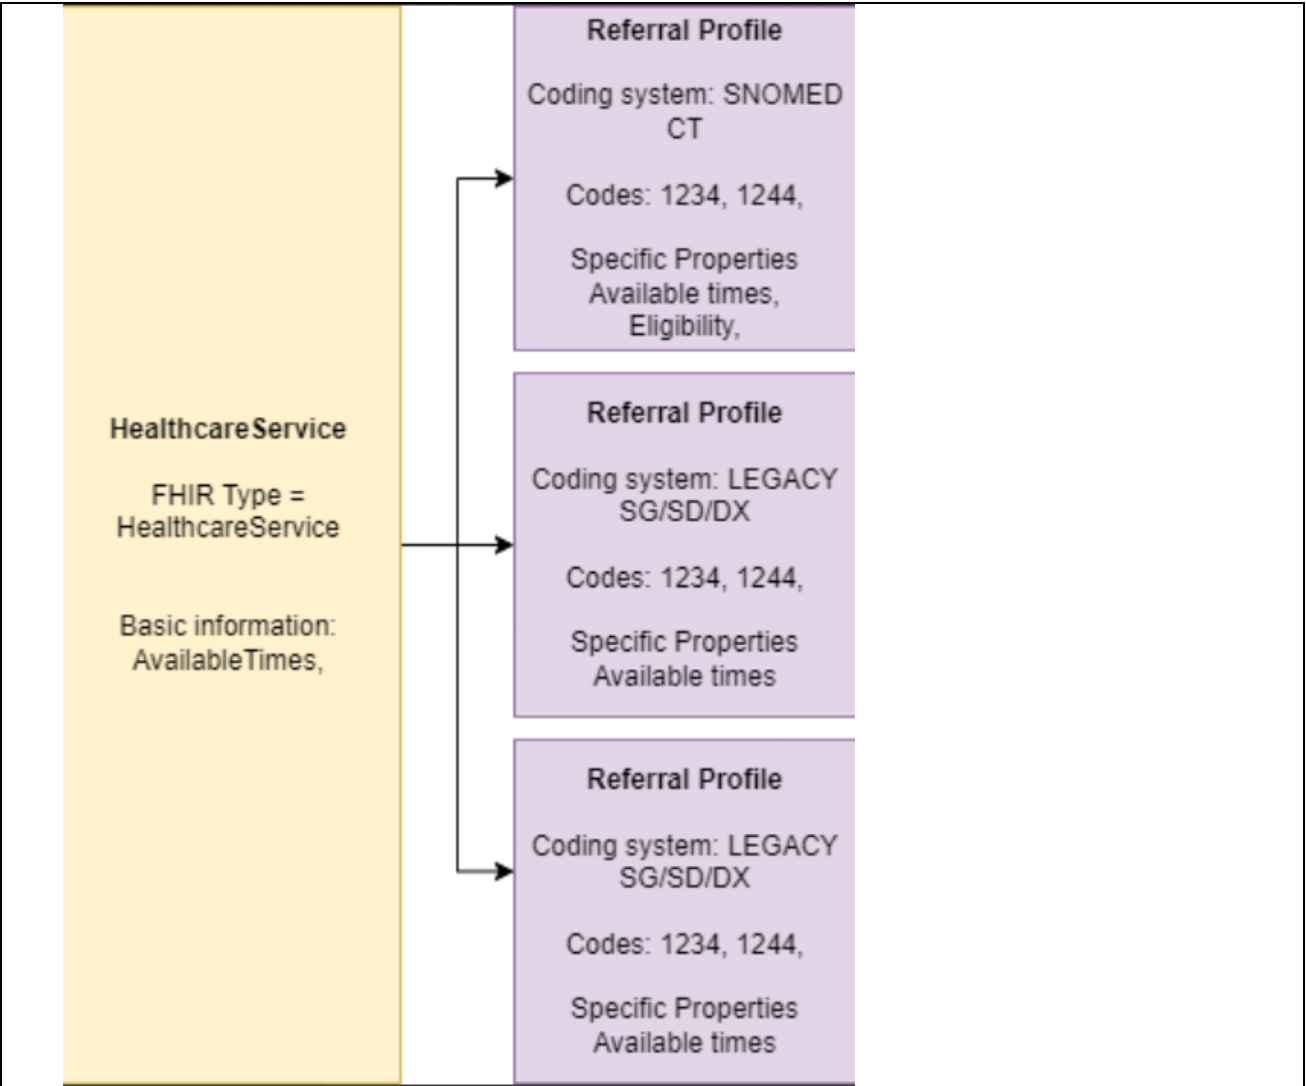 HealthcareService
FHIR Type =
HealthcareService
Basic information:
AvailableTimes,
Referral Profile
Coding system: SNOMED
CT
Codes: 1234, 1244,
Specific Properties
Available times,
Eligibility,
Referral Profile
Coding system: LEGACY
SG/SD/DX
Codes: 1234, 1244,
Specific Properties
Available times
Referral Profile
Coding system: LEGACY
SG/SD/DX
Codes: 1234, 1244,
Specific Properties
Available times